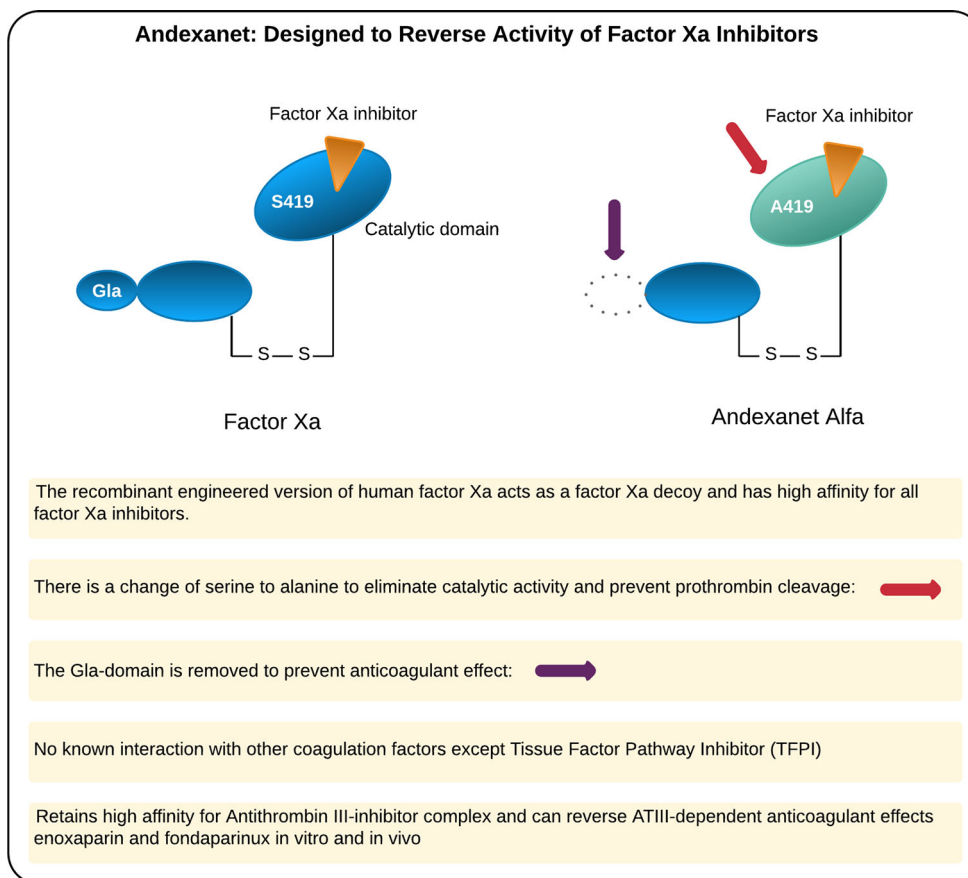 Andexanet: Designed to Reverse Activity of Factor Xa Inhibitors
Factor Xa inhibitor
S419
Catalytic domain
Gla
S
S
Factor Xa
Factor Xa inhibitor
A419
S
S
Andexanet Alfa
The recombinant engineered version of human factor Xa acts as a factor Xa decoy and has high affinity for all
factor Xa inhibitors.
There is a change of serine to alanine to eliminate catalytic activity and prevent prothrombin cleavage:
The Gla-domain is removed to prevent anticoagulant effect:
No known interaction with other coagulation factors except Tissue Factor Pathway Inhibitor (TFPI)
Retains high affinity for Antithrombin III-inhibitor complex and can reverse ATIII-dependent anticoagulant effects
enoxaparin and fondaparinux in vitro and in vivo